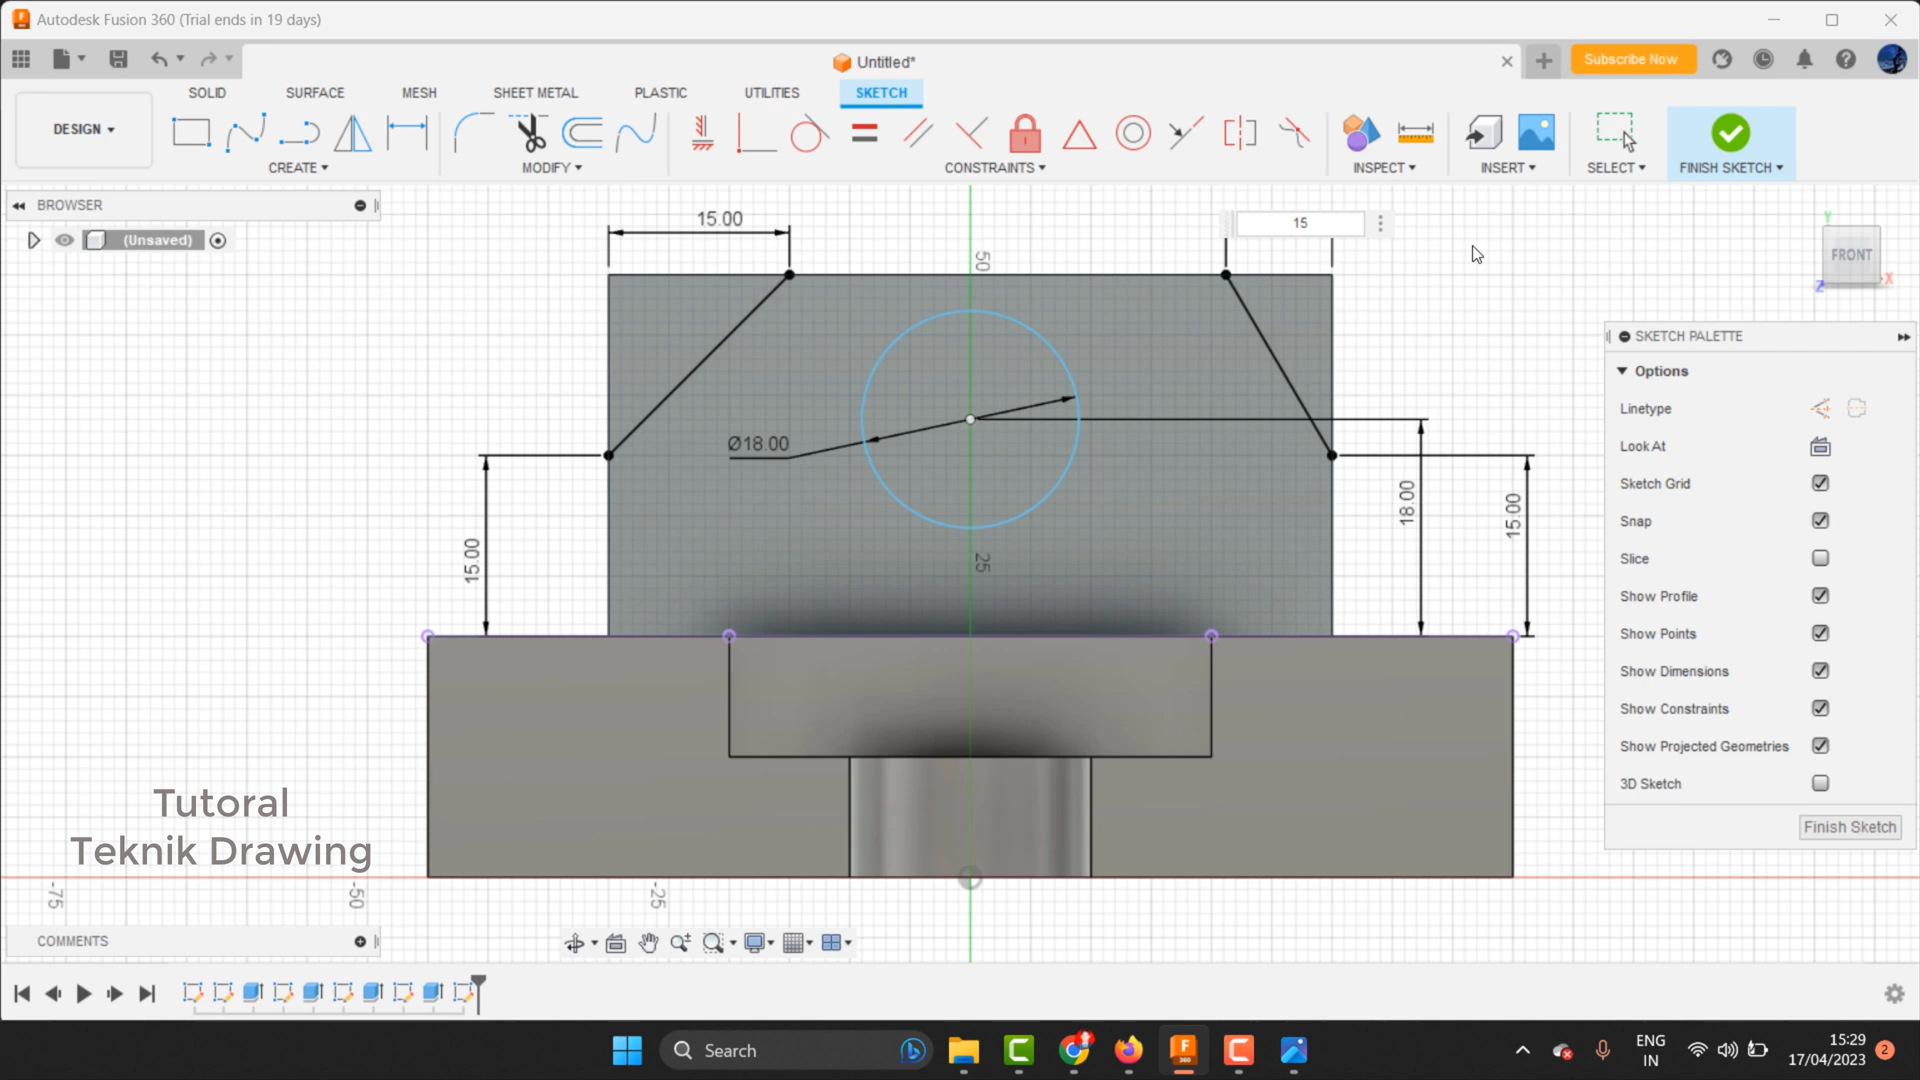 Autodesk Fusion 360 (Trial ends in 19 days)
Untitled*
Subscribe Now
SOLID
SURFACE
MESH
SHEET METAL
PLASTIC
UTILITIES
SKETCH
DESIGN
CREATE
MODIFY
CONSTRAINTS
INSPECT
INSERT
SELECT
FINISH SKETCH
BROWSER
(Unsaved)
15.00
15
50
Y
FRONT
X
Z
Ø18.00
18.00
15.00
15.00
25
SKETCH PALETTE
Options
Linetype
Look At
Sketch Grid
Snap
Slice
Show Profile
Show Points
Show Dimensions
Show Constraints
Show Projected Geometries
3D Sketch
Finish Sketch
Tutoral
Teknik Drawing
-75
-50
-25
COMMENTS
Search
F
360
ENG
IN
15:29
17/04/2023
2